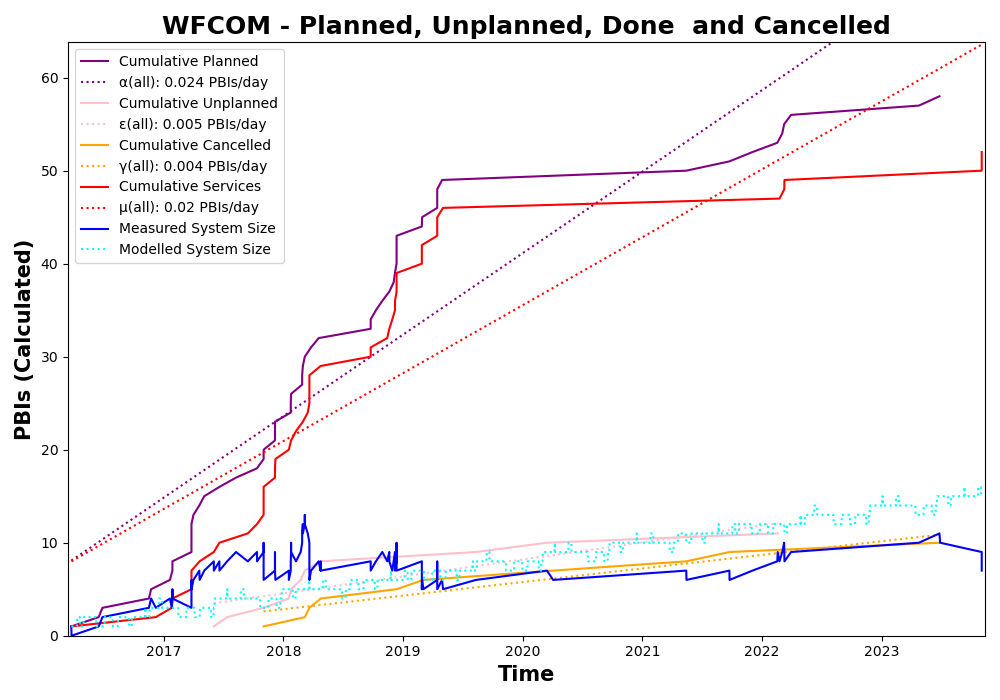 WFCOM - Planned, Unplanned, Done  and Cancelled
Cumulative Planned
α(all): 0.024 PBIs/day
Cumulative Unplanned
ε(all): 0.005 PBIs/day
Cumulative Cancelled
γ(all): 0.004 PBIs/day
Cumulative Services
μ(all): 0.02 PBIs/day
Measured System Size
Modelled System Size
PBIs (Calculated)
60
50
40
30
20
10
0
2017 2018 2019 2020 2021 2022 2023
Time